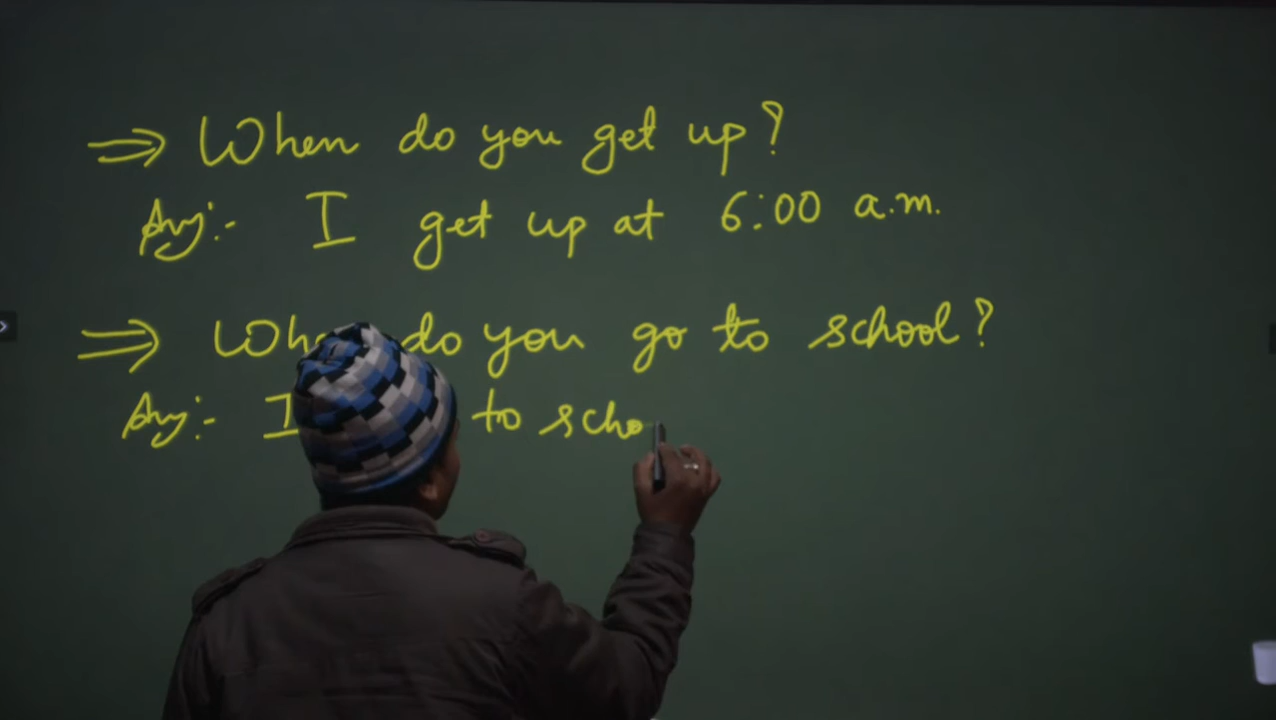 ⇒ When do you get up?
Ans:- I get up at 6:00 a.m.
⇒ do you go to school?
Ans:- I to scho